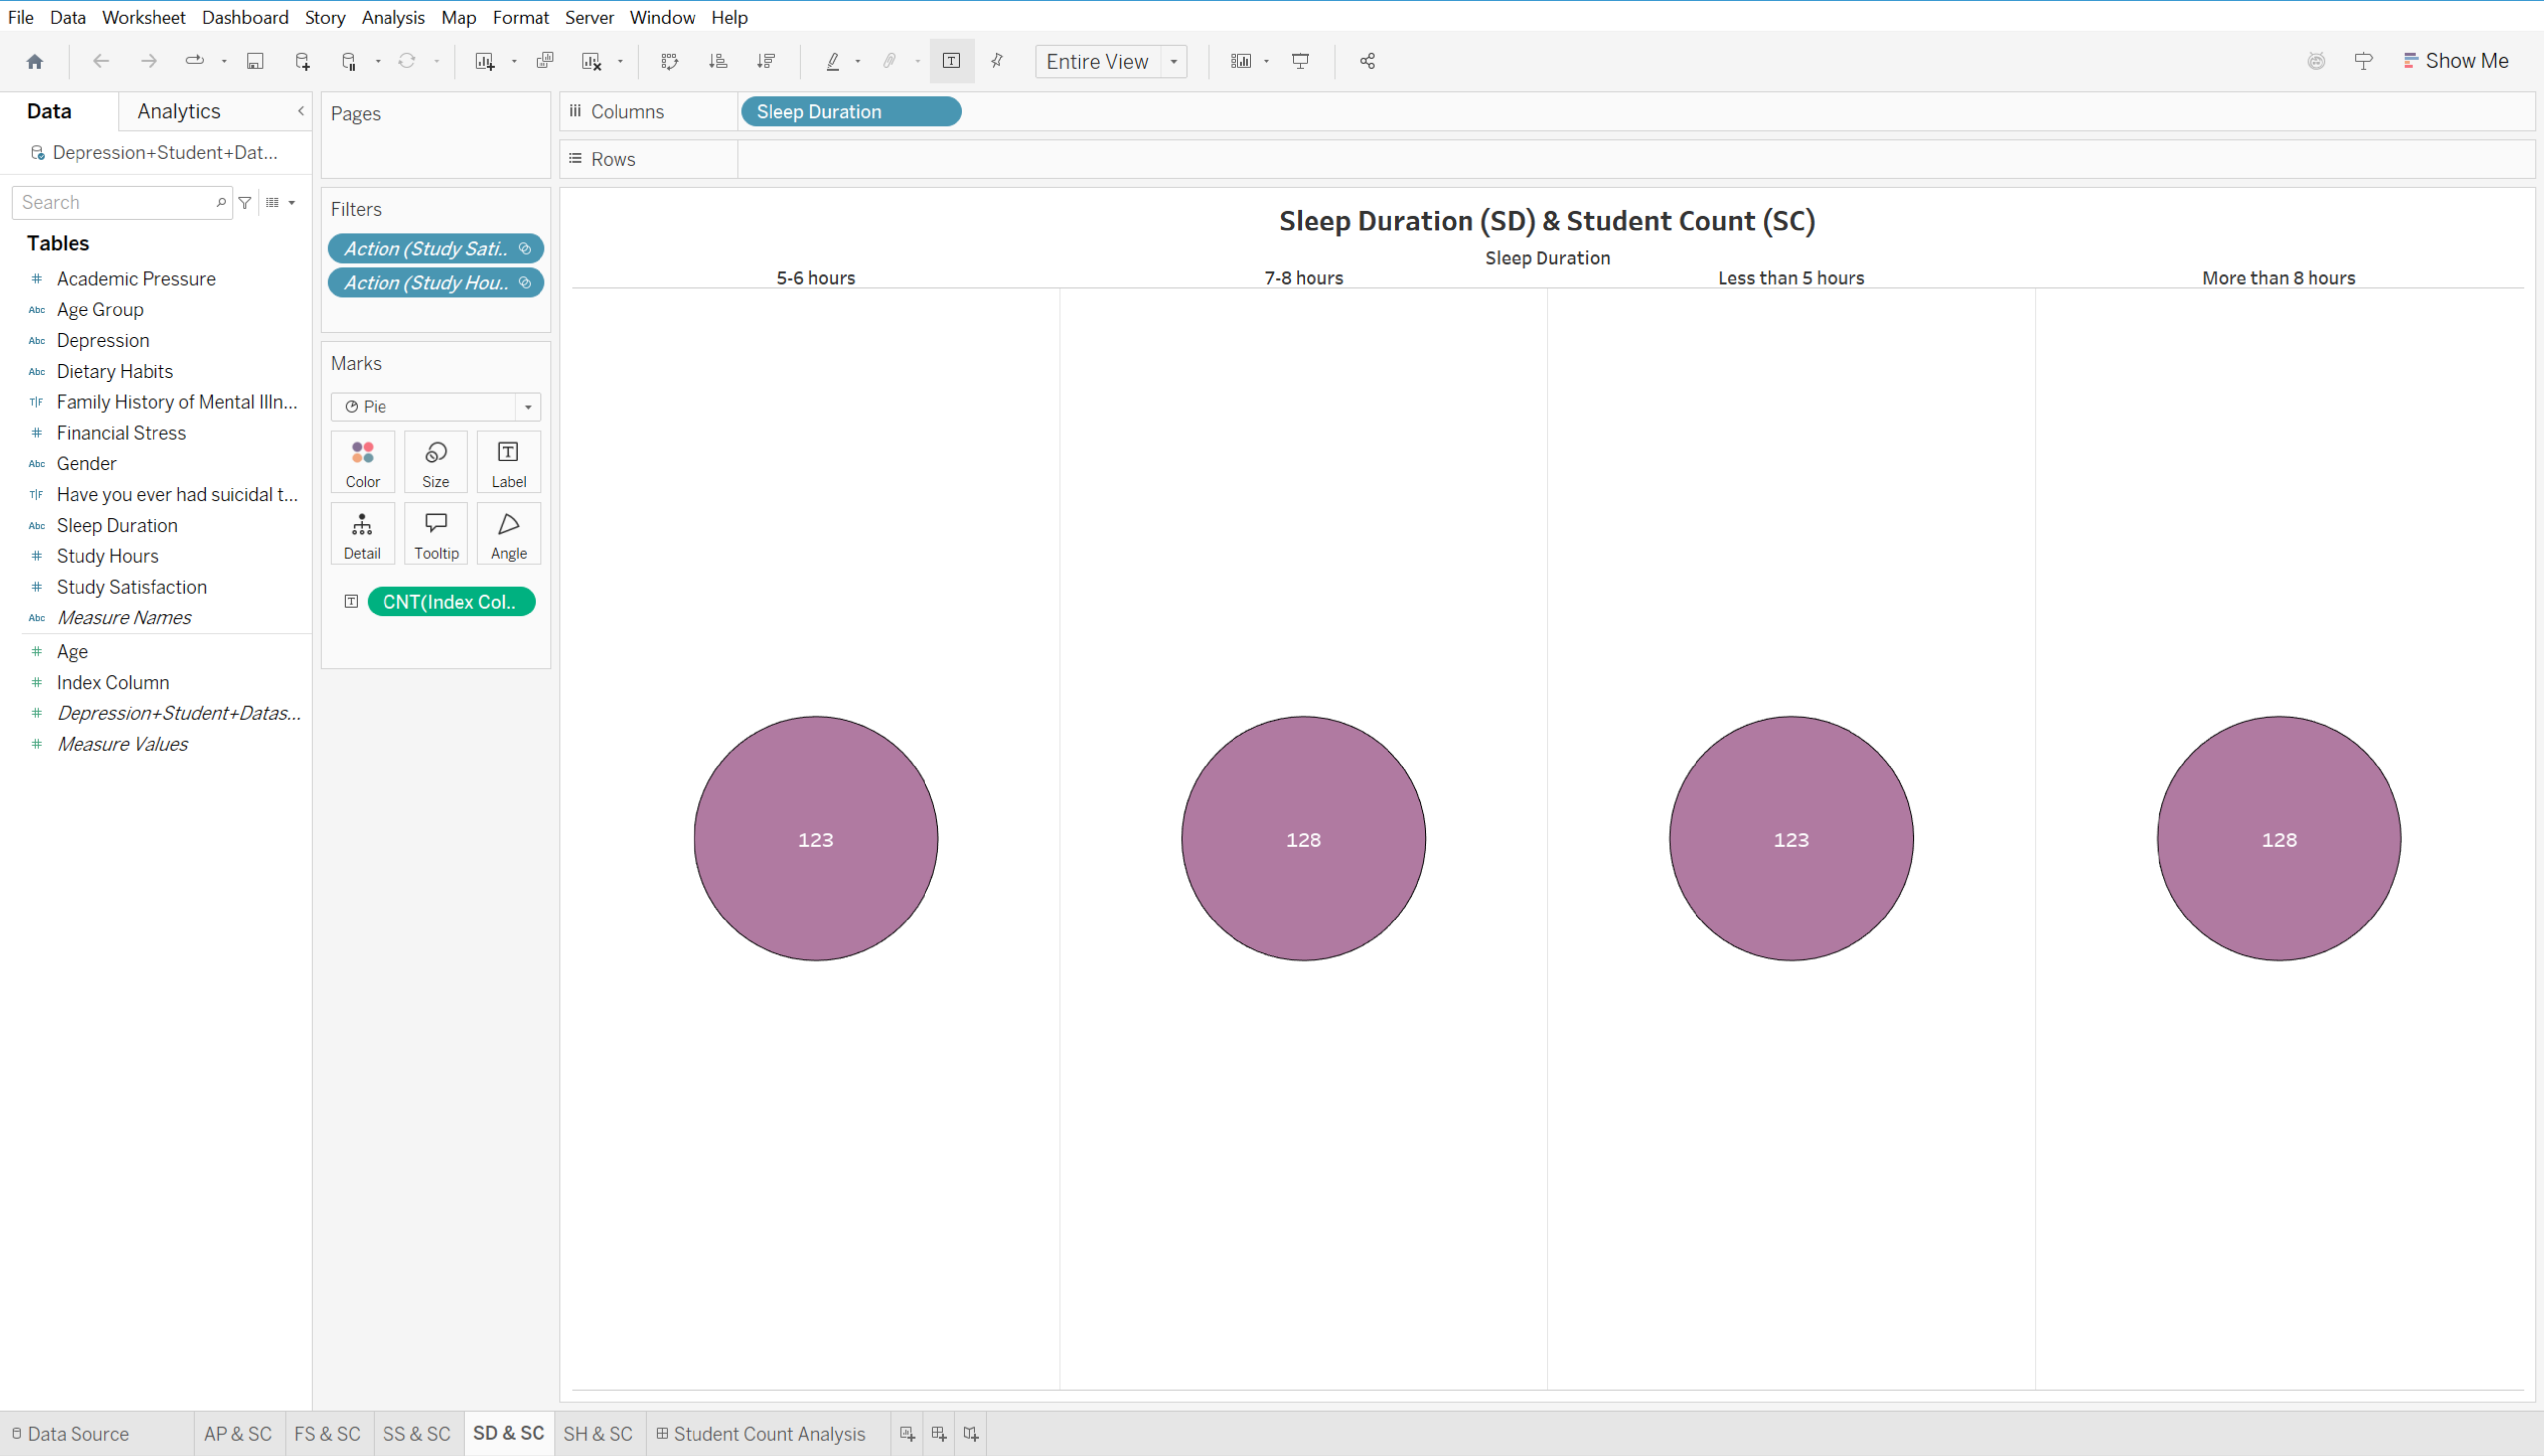 File Data Worksheet Dashboard Story Analysis Map Format Server Window Help
Entire View
Show Me
Data Analytics
Depression+Student+Dat...
Search
Tables
# Academic Pressure
Abc Age Group
Abc Depression
Abc Dietary Habits
T|F Family History of Mental Illn...
# Financial Stress
Abc Gender
T|F Have you ever had suicidal t...
Abc Sleep Duration
# Study Hours
# Study Satisfaction
Abc Measure Names
# Age
# Index Column
# Depression+Student+Datas...
# Measure Values
Pages
Filters
Action (Study Sati..
Action (Study Hou..
Marks
Pie
Color Size Label
Detail Tooltip Angle
T CNT(Index Col..
Columns Sleep Duration
Rows
Sleep Duration (SD) & Student Count (SC)
Sleep Duration
5-6 hours 7-8 hours Less than 5 hours More than 8 hours
123 128 123 128
Data Source AP & SC FS & SC SS & SC SD & SC SH & SC Student Count Analysis